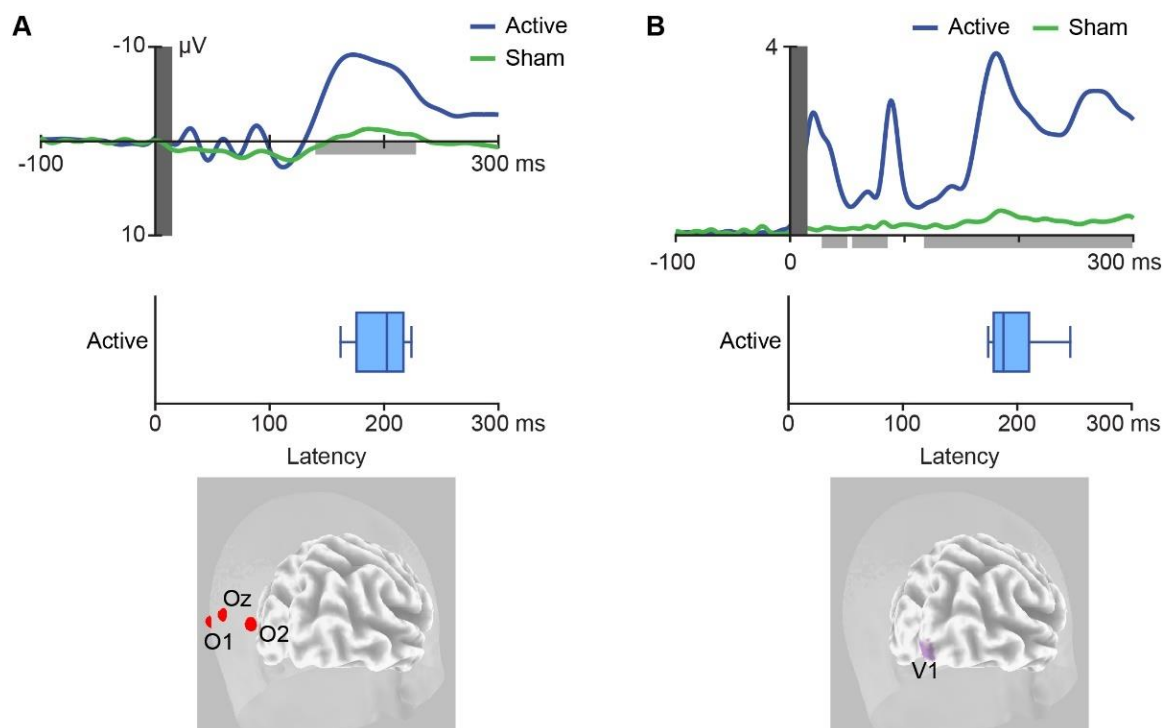 A
-10
µV
Active
Sham
-100
300 ms
10
Active
0
100
200
300 ms
Latency
Oz
O1
O2
B
Active
Sham
4
-100
0
300 ms
Active
0
100
200
300 ms
Latency
V1